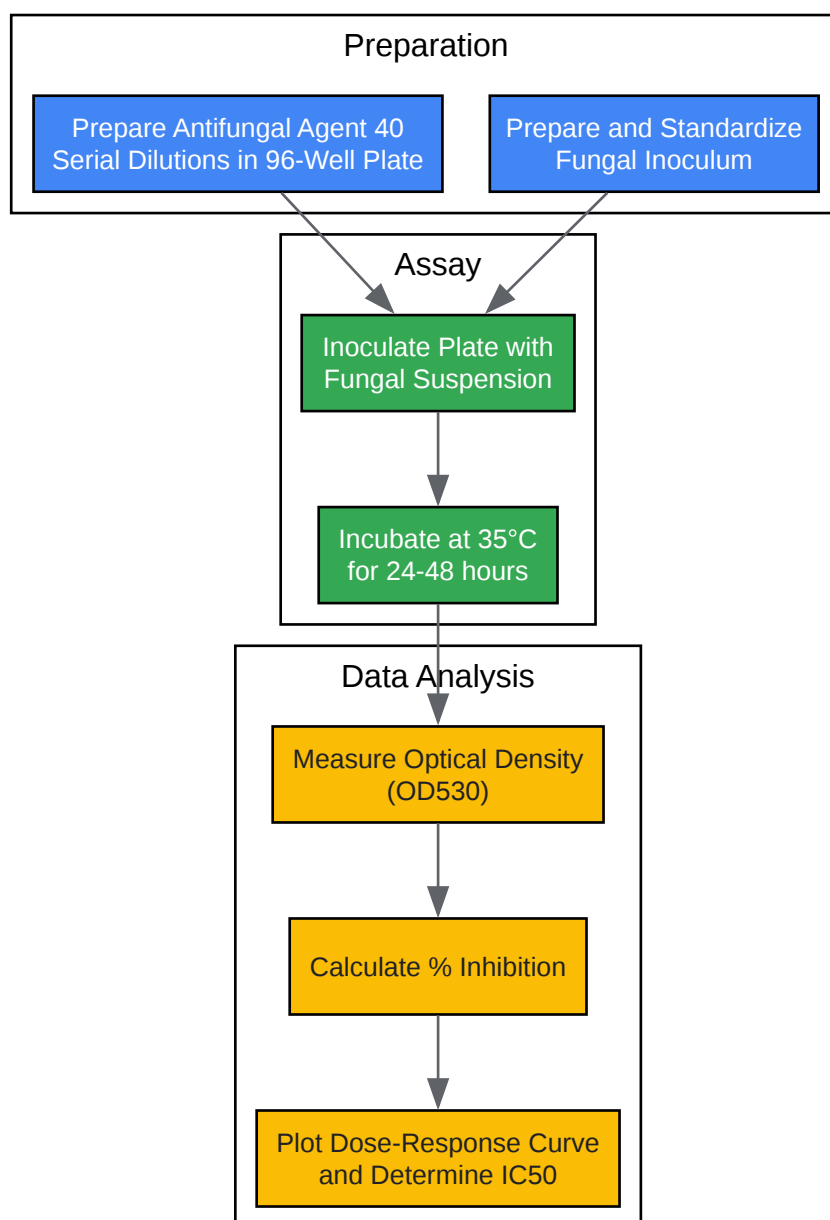 Preparation
Prepare Antifungal Agent 40
Serial Dilutions in 96-Well Plate
Prepare and Standardize
Fungal Inoculum
Assay
Inoculate Plate with
Fungal Suspension
Incubate at 35°C
for 24-48 hours
Data Analysis
Measure Optical Density
(OD530)
Calculate % Inhibition
Plot Dose-Response Curve
and Determine IC50